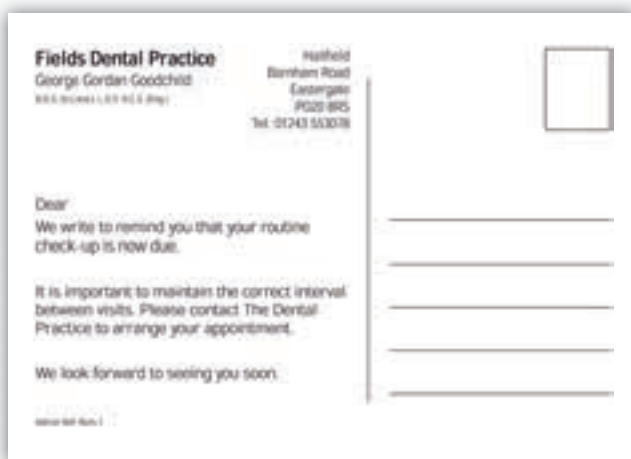 Fields Dental Practice
George Gordan Goodchild
Hatfield
Barnham Road
Eastergate
PO20 8RS
Tel: 01243 553078
Dear
We write to remind you that your routine
check-up is now due.
It is important to maintain the correct interval
between visits. Please contact The Dental
Practice to arrange your appointment.
We look forward to seeing you soon.